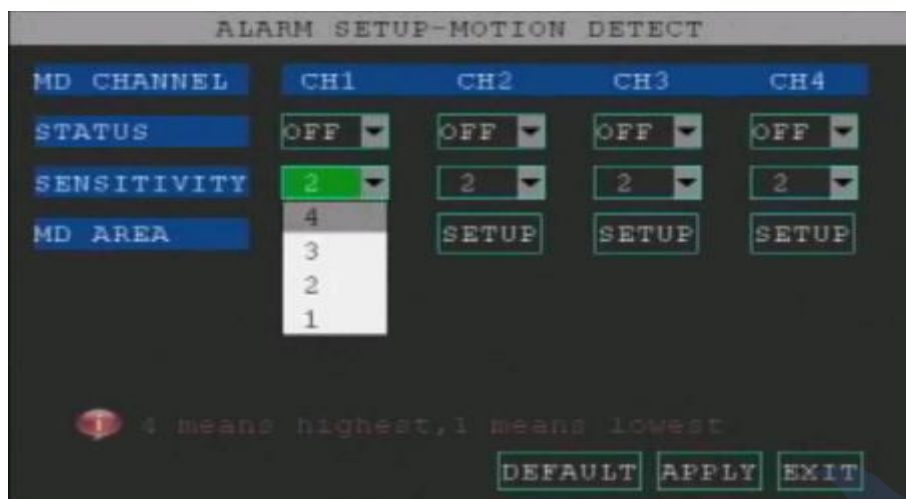 ALARM SETUP-MOTION DETECT
MD CHANNEL CH1 CH2 CH3 CH4
STATUS OFF OFF OFF OFF
SENSITIVITY 2 2 2 2
MD AREA SETUP SETUP SETUP
4
3
2
1
4 means highest,1 means lowest
DEFAULT APPLY EXIT